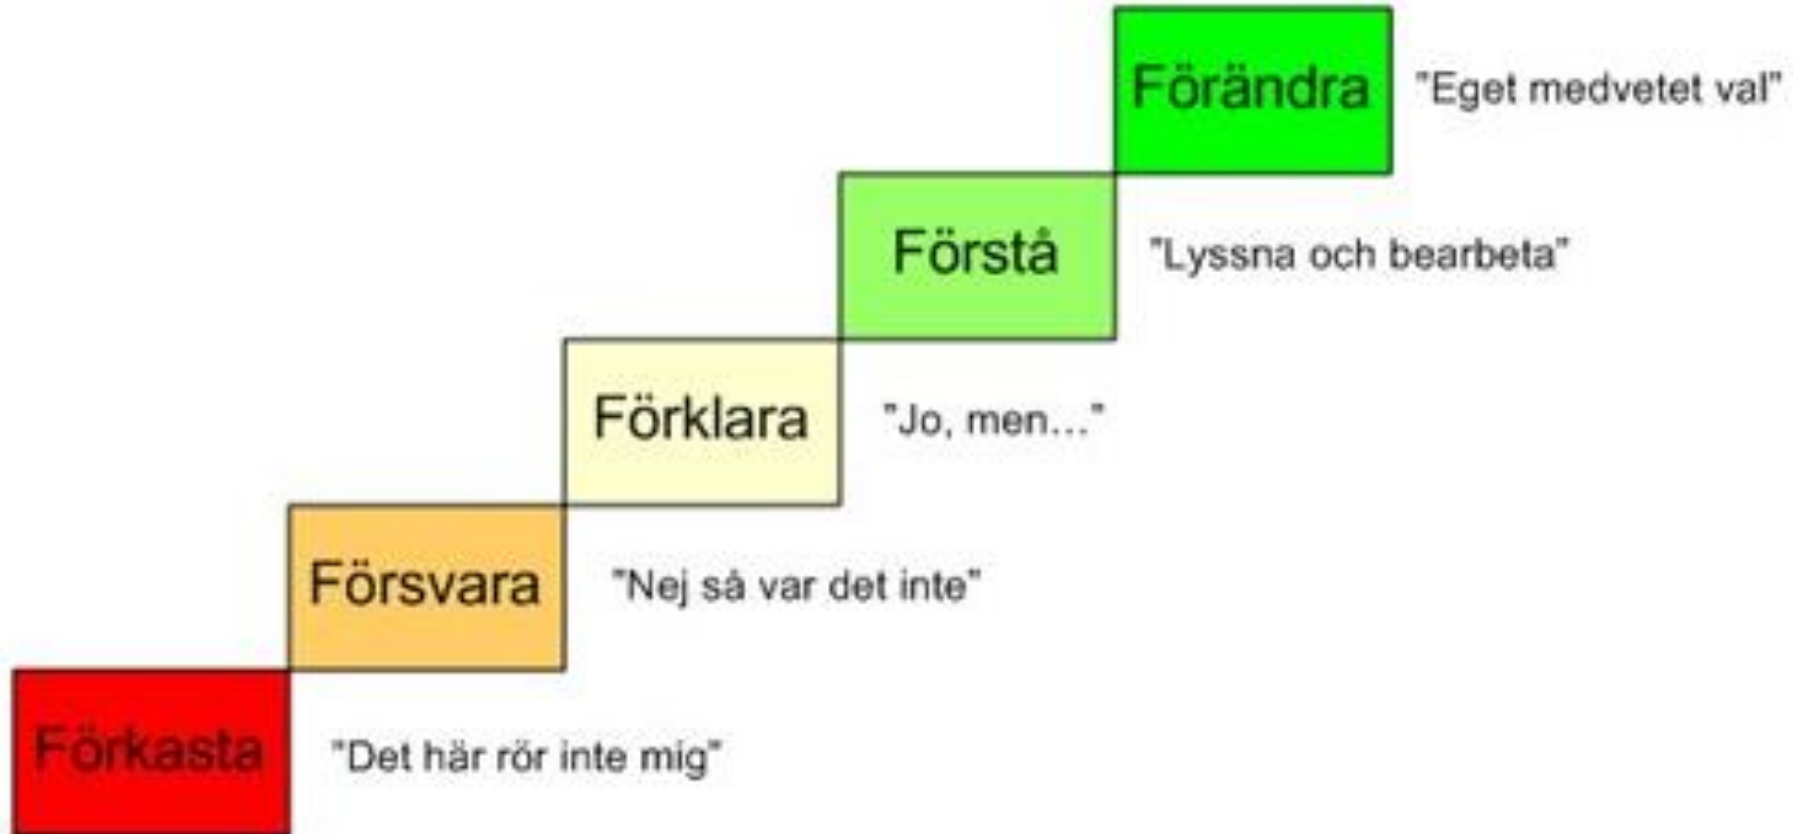 Förändra "Eget medvetet val"
Förstå "Lyssna och bearbeta"
Förklara "Jo, men..."
Försvara "Nej så var det inte"
Förkasta "Det här rör inte mig"